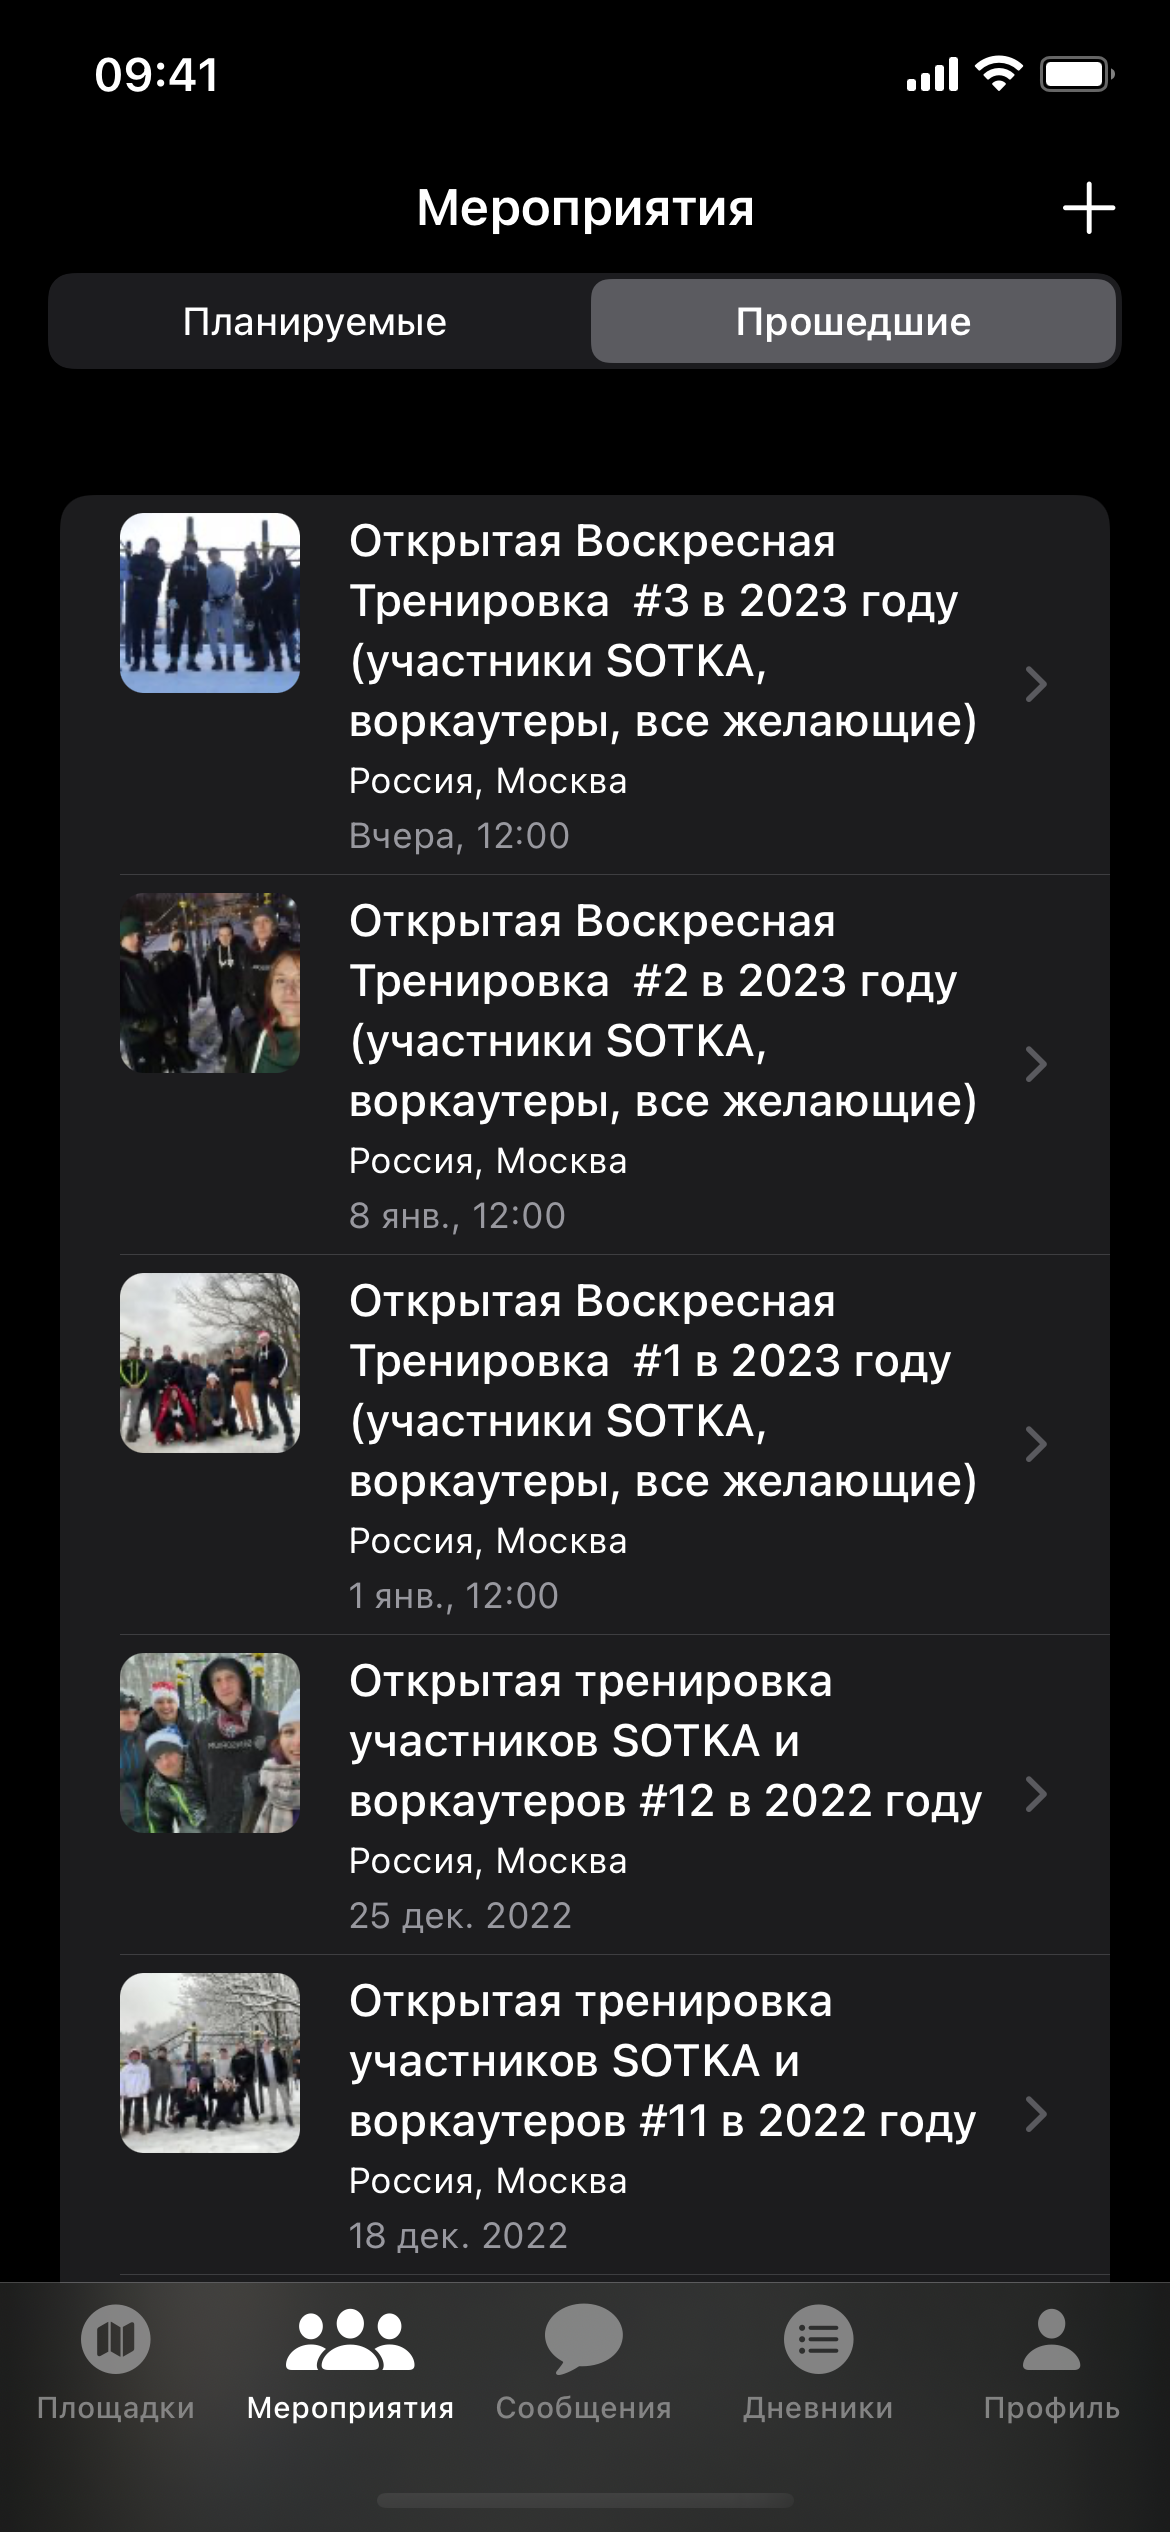 09:41
Мероприятия
Планируемые
Прошедшие
Открытая Воскресная
Тренировка  #3 в 2023 году
(участники SOTKA,
воркаутеры, все желающие)
Россия, Москва
Вчера, 12:00
Открытая Воскресная
Тренировка  #2 в 2023 году
(участники SOTKA,
воркаутеры, все желающие)
Россия, Москва
8 янв., 12:00
Открытая Воскресная
Тренировка  #1 в 2023 году
(участники SOTKA,
воркаутеры, все желающие)
Россия, Москва
1 янв., 12:00
Открытая тренировка
участников SOTKA и
воркаутеров #12 в 2022 году
Россия, Москва
25 дек. 2022
Открытая тренировка
участников SOTKA и
воркаутеров #11 в 2022 году
Россия, Москва
18 дек. 2022
Площадки
Мероприятия
Сообщения
Дневники
Профиль